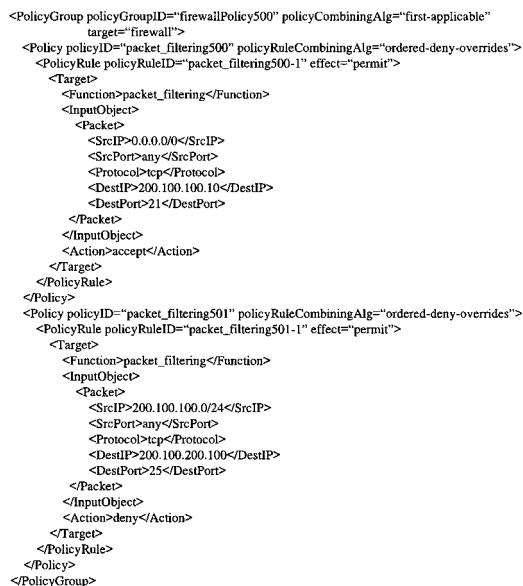 <PolicyGroup policyGroupID=“firewallPolicy500” policyCombiningAlg=“first-applicable”
target=“firewall”>
<Policy policyID=“packet_filtering500” policyRuleCombiningAlg=“ordered-deny-overrides”>
<PolicyRule policyRuleID=“packet_filtering500-1” effect=“permit”>
<Target>
<Function>packet_filtering</Function>
<InputObject>
<Packet>
<SrcIP>0.0.0.0/0</SrcIP>
<SrcPort>any</SrcPort>
<Protocol>tcp</Protocol>
<DestIP>200.100.100.10</DestIP>
<DestPort>21</DestPort>
</Packet>
</InputObject>
<Action>accept</Action>
</Target>
</PolicyRule>
</Policy>
<Policy policyID=“packet_filtering501” policyRuleCombiningAlg=“ordered-deny-overrides”>
<PolicyRule policyRuleID=“packet_filtering501-1” effect=“permit”>
<Target>
<Function>packet_filtering</Function>
<InputObject>
<Packet>
<SrcIP>200.100.100.0/24</SrcIP>
<SrcPort>any</SrcPort>
<Protocol>tcp</Protocol>
<DestIP>200.100.200.100</DestIP>
<DestPort>25</DestPort>
</Packet>
</InputObject>
<Action>deny</Action>
</Target>
</PolicyRule>
</Policy>
</PolicyGroup>